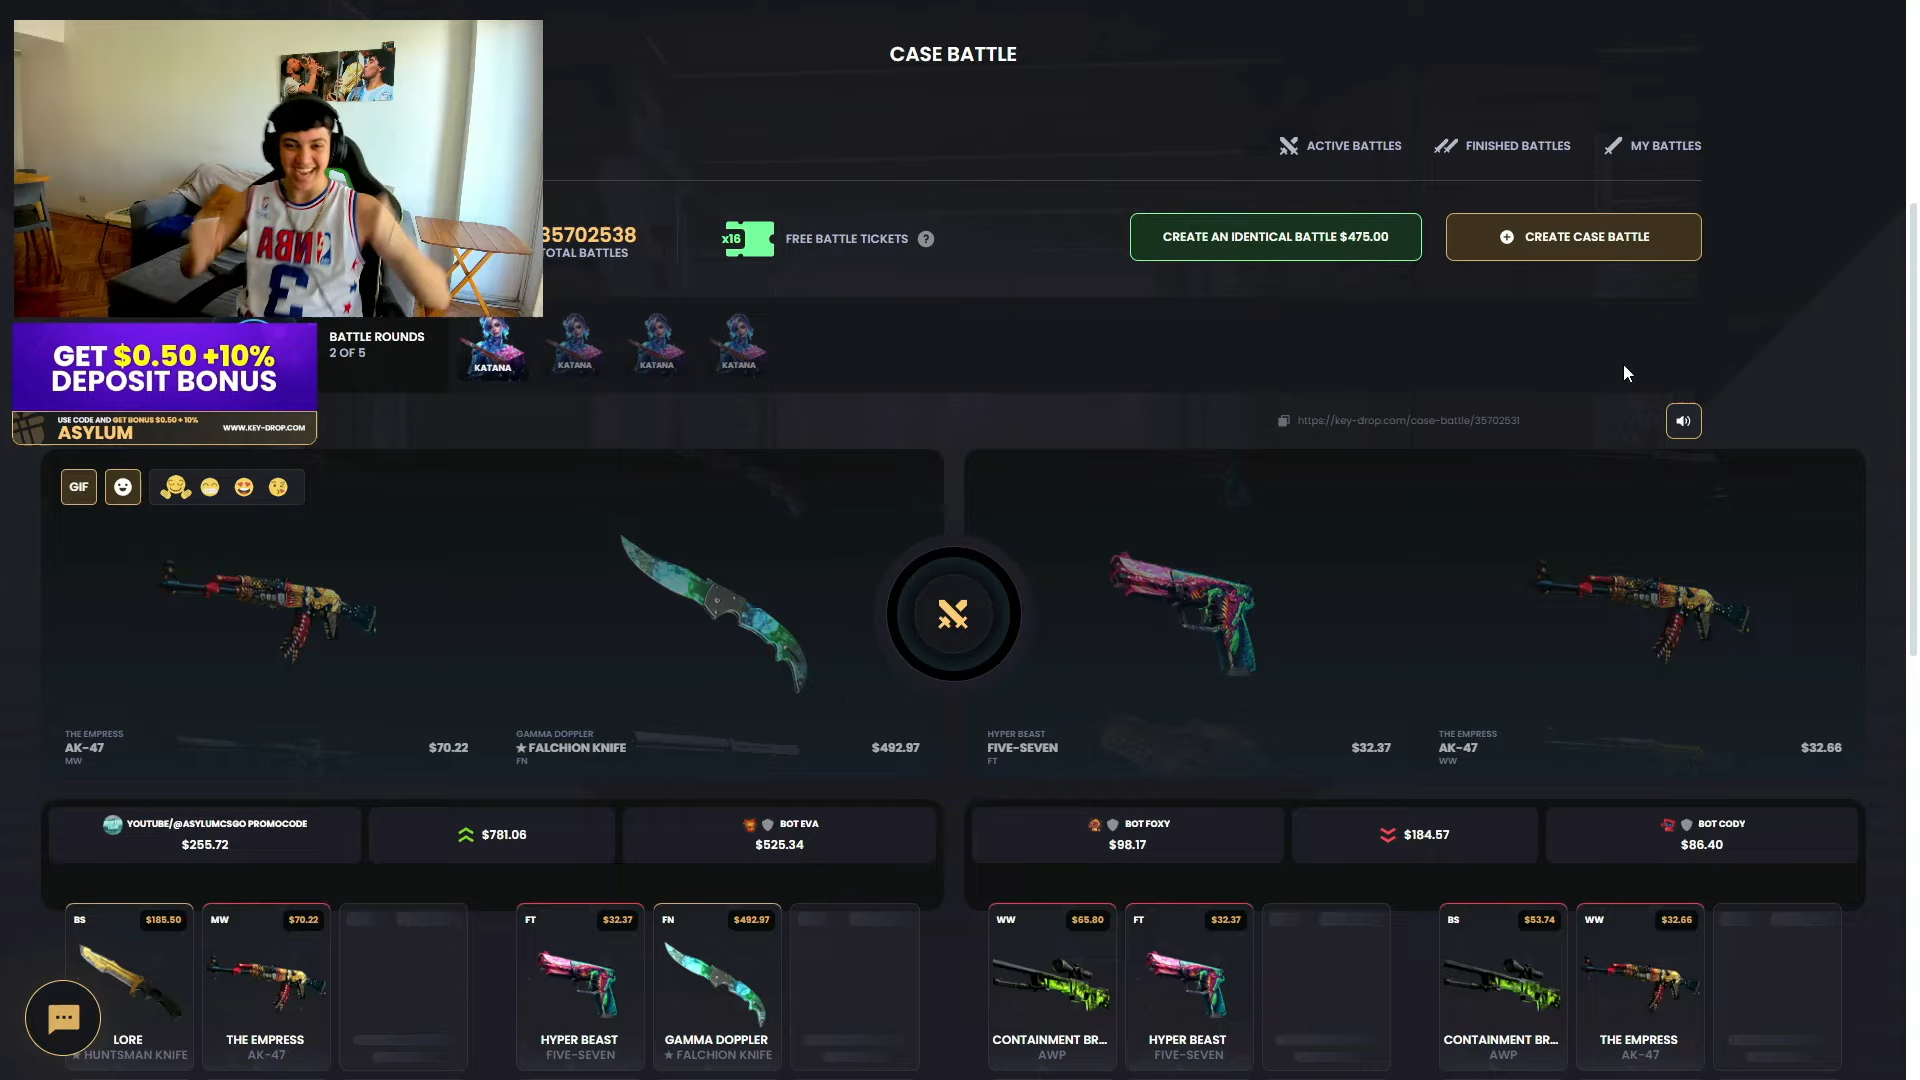 CASE BATTLE
ACTIVE BATTLES
FINISHED BATTLES
MY BATTLES
35702538
TOTAL BATTLES
x16
FREE BATTLE TICKETS ?
CREATE AN IDENTICAL BATTLE $475.00
CREATE CASE BATTLE
NBA
3
GET $0.50 +10%
DEPOSIT BONUS
USE CODE AND GET BONUS $0.50 + 10%
ASYLUM
WWW.KEY-DROP.COM
BATTLE ROUNDS
2 OF 5
KATANA
KATANA
KATANA
KATANA
https://key-drop.com/case-battle/35702531
GIF
THE EMPRESS
AK-47
MW
$70.22
GAMMA DOPPLER
★ FALCHION KNIFE
FN
$492.97
HYPER BEAST
FIVE-SEVEN
FT
$32.37
THE EMPRESS
AK-47
WW
$32.66
YOUTUBE/@ASYLUMCSGO PROMOCODE
$255.72
$781.06
BOT EVA
$525.34
BOT FOXY
$98.17
$184.57
BOT CODY
$86.40
BS $185.50
LORE
★ HUNTSMAN KNIFE
MW $70.22
THE EMPRESS
AK-47
FT $32.37
HYPER BEAST
FIVE-SEVEN
FN $492.97
GAMMA DOPPLER
★ FALCHION KNIFE
WW $65.80
CONTAINMENT BR...
AWP
FT $32.37
HYPER BEAST
FIVE-SEVEN
BS $53.74
CONTAINMENT BR...
AWP
WW $32.66
THE EMPRESS
AK-47